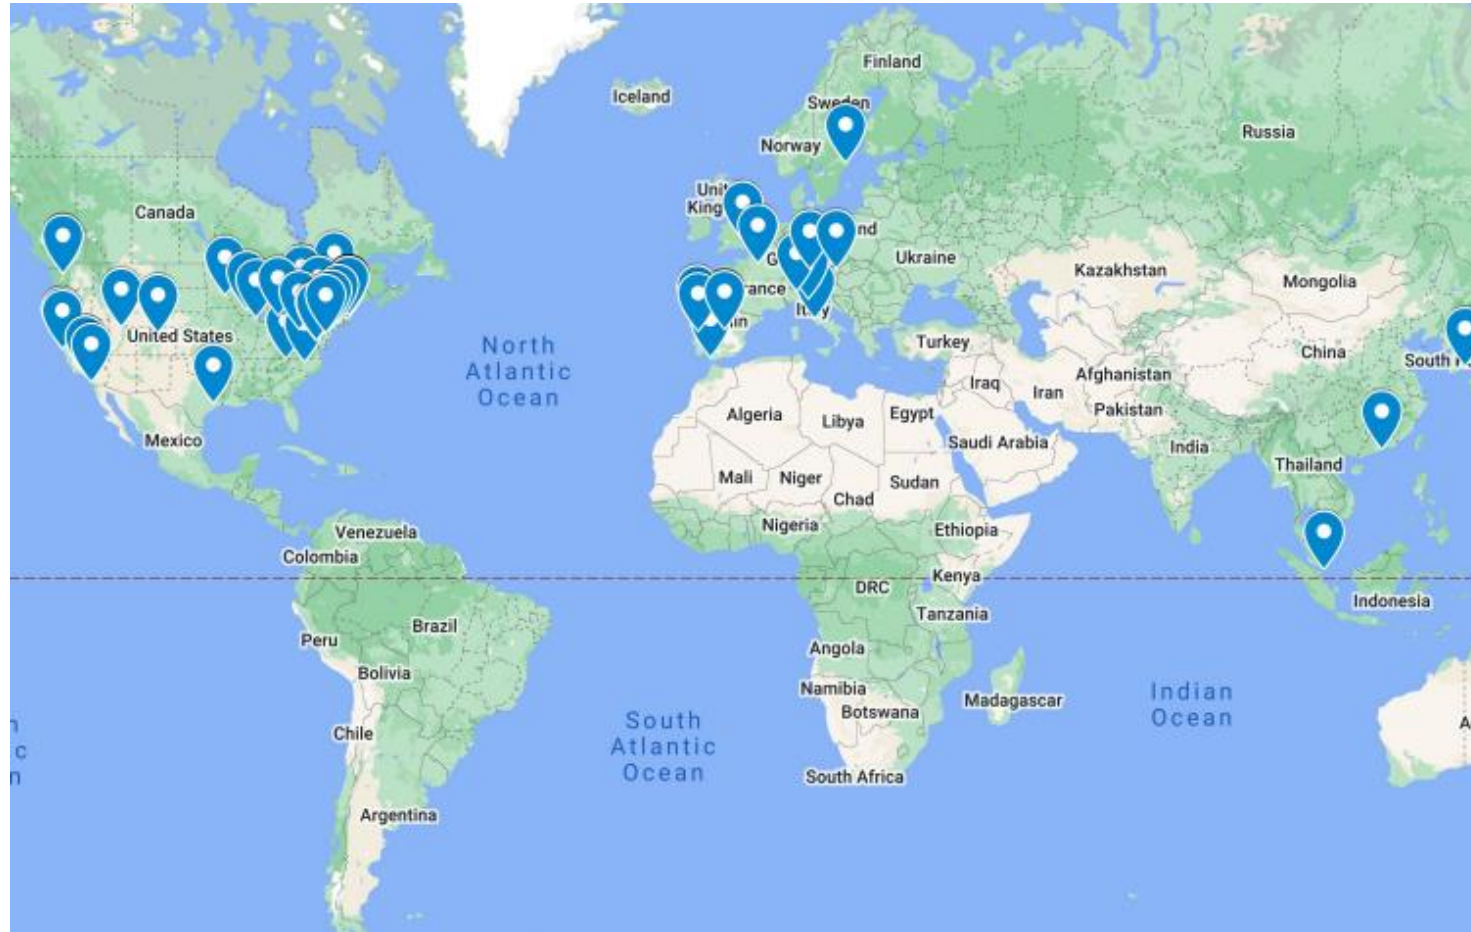 Finland
Iceland
Sweden
Russia
Norway
Canada
Ukraine
Kazakhstan
Mongolia
United States
Turkey
China
North
Atlantic
Ocean
South
Iraq
Iran
Afghanistan
Pakistan
Algeria
Libya
Egypt
Saudi Arabia
India
Mexico
Thailand
Mali
Niger
Chad
Sudan
Nigeria
Ethiopia
Venezuela
Colombia
DRC
Kenya
Indonesia
Tanzania
Brazil
Peru
Angola
Bolivia
Namibia
Botswana
Madagascar
Indian
Ocean
Chile
South
Atlantic
Ocean
South Africa
Argentina